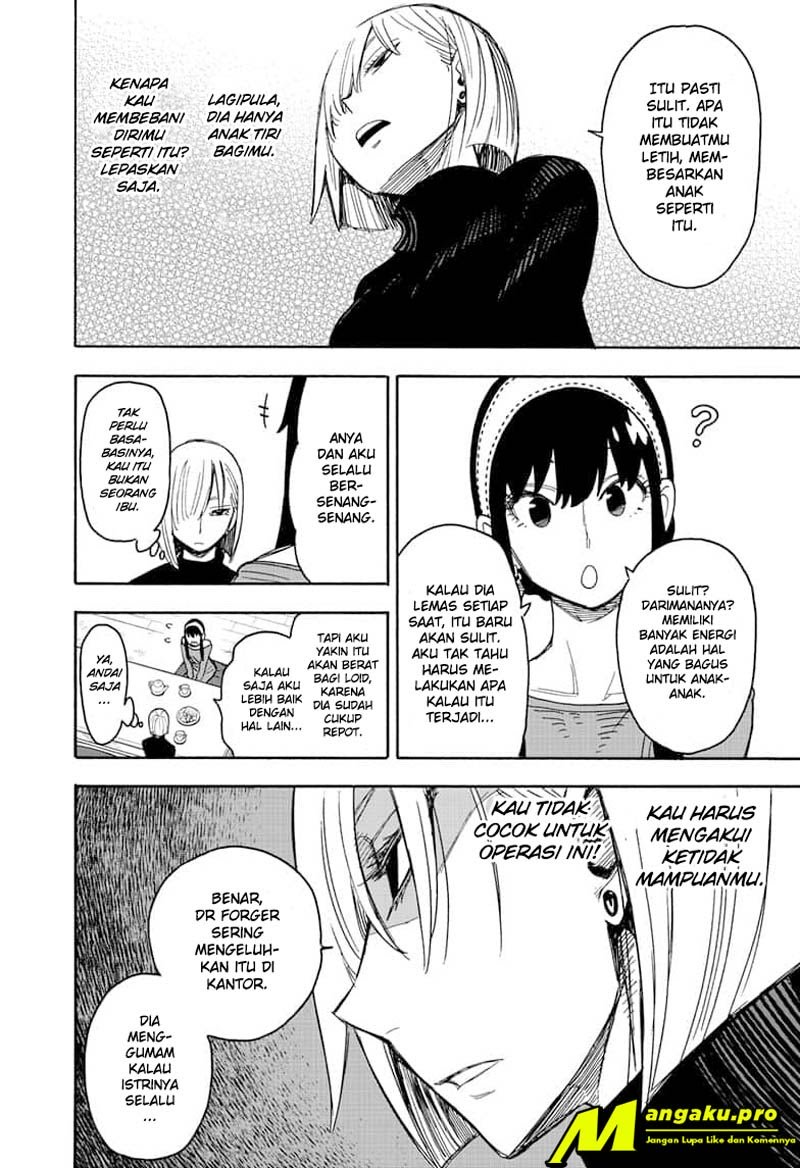 ITU PASTI
SULIT. APA
ITU TIDAK
MEMBUATMU
LETIH, MEM-
BESARKAN
ANAK
SEPERTI
ITU.
LAGIPULA,
DIA HANYA
ANAK TIRI
BAGIMU.
KENAPA
KAU
MEMBEBANI
DIRIMU
SEPERTI ITU?
LEPASKAN
SAJA.
?
SULIT?
DARIMANANYA?
MEMILIKI
BANYAK ENERGI
ADALAH HAL
YANG BAGUS
UNTUK ANAK-
ANAK.
KALAU DIA
LEMAS SETIAP
SAAT, ITU BARU
AKAN SULIT.
AKU TAK TAHU
HARUS ME-
LAKUKAN APA
KALAU ITU
TERJADI...
ANYA
DAN AKU
SELALU
BER-
SENANG-
SENANG.
TAK
PERLU
BASA-
BASINYA,
KAU ITU
BUKAN
SEORANG
IBU.
TAPI AKU
YAKIN ITU
AKAN BERAT
BAGI LOID,
KARENA
DIA SUDAH
CUKUP
REPOT.
KALAU
SAJA AKU
LEBIH BAIK
DENGAN
HAL LAIN...
YA,
ANDAI
SAJA
...
KAU HARUS
MENGAKUI
KETIDAK
MAMPUANMU.
KAU TIDAK
COCOK UNTUK
OPERASI INI!
BENAR,
DR FORGER
SERING
MENGELUH-
KAN ITU DI
KANTOR.
DIA
MENG-
GUMAM
KALAU
ISTRINYA
SELALU
...
Mangaku.pro
Jangan Lupa Like dan Komennya